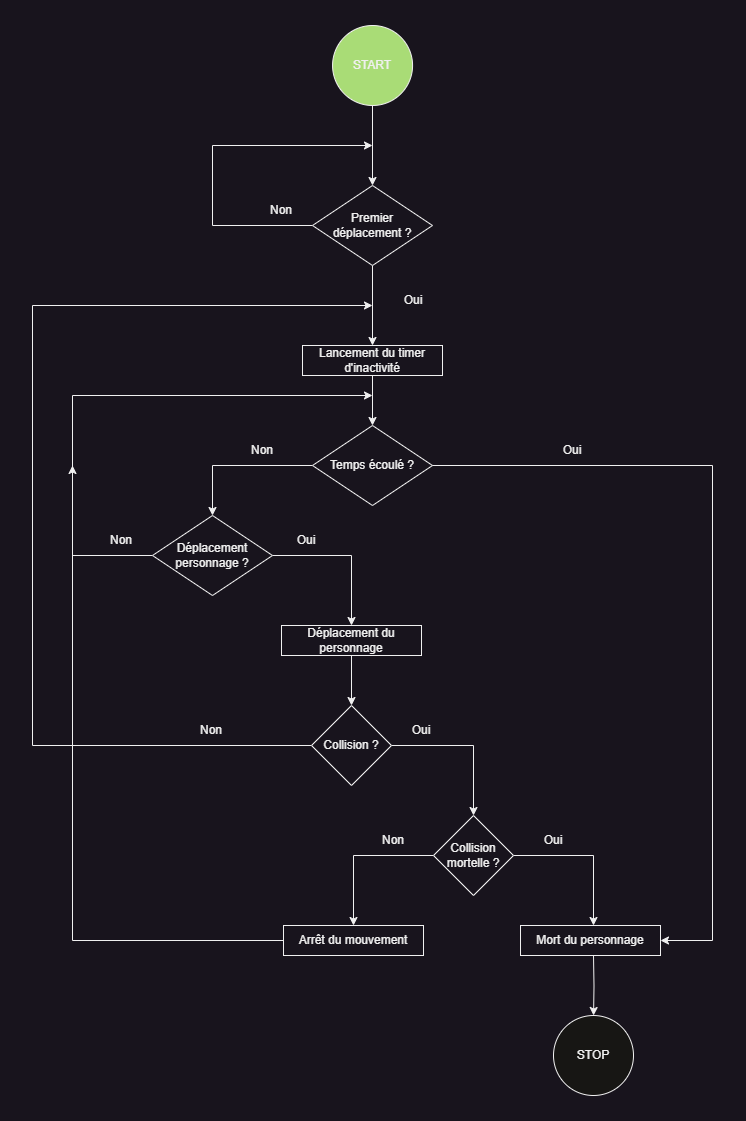 START
Non
Premier
déplacement ?
Oui
Lancement du timer
d'inactivité
Non
Temps écoulé ?
Oui
Non
Déplacement
personnage ?
Oui
Déplacement du
personnage
Non
Collision ?
Oui
Non
Collision
mortelle ?
Oui
Arrêt du mouvement
Mort du personnage
STOP